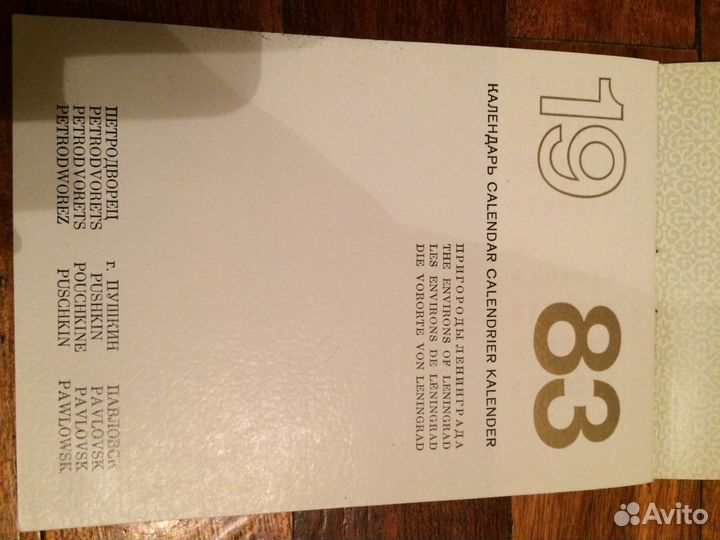 19 83
КАЛЕНДАРЬ CALENDAR CALENDRIER KALENDER
ПРИГОРОДЫ ЛЕНИНГРАДА
THE ENVIRONS OF LENINGRAD
LES ENVIRONS DE LÉNINGRAD
DIE VORORTE VON LENINGRAD
ПЕТРОДВОРЕЦ г. ПУШКИН ПАВЛОВСК
PETRODVORETS PUSHKIN PAVLOVSK
PETRODVORETS POUCHKINE PAVLOVSK
PETRODWOREZ PUSCHKIN PAWLOWSK
Avito